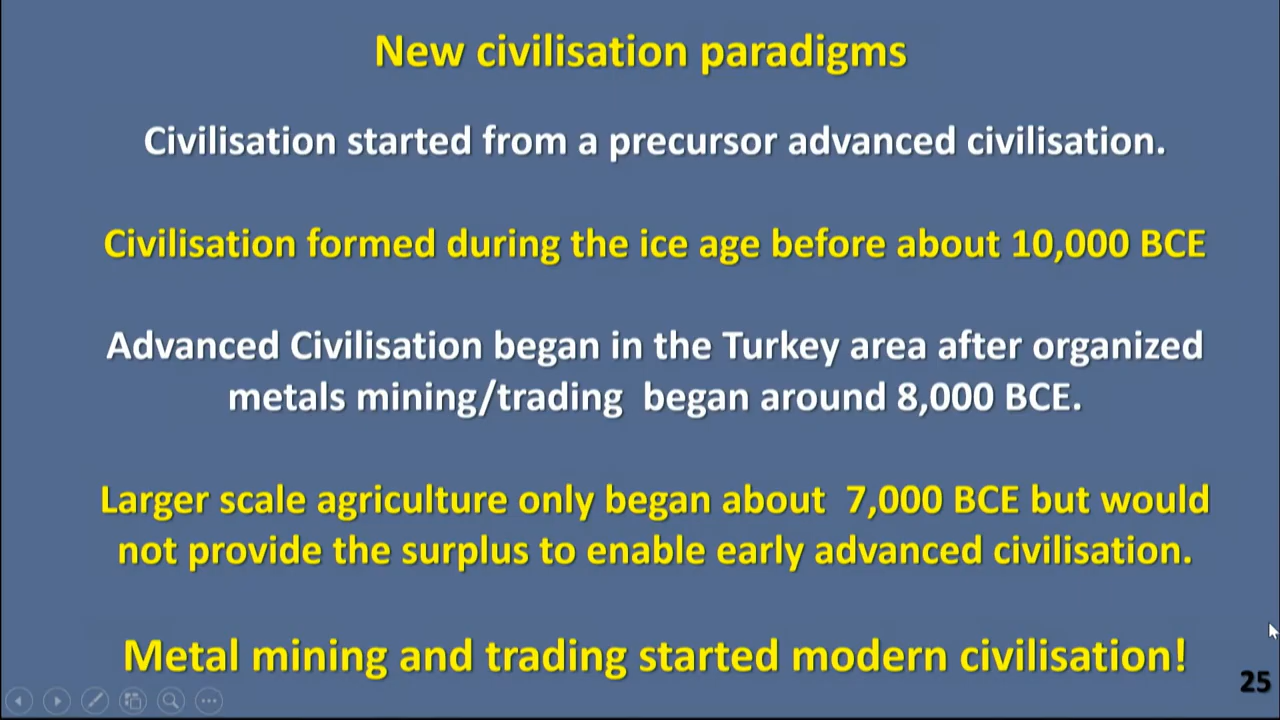 New civilisation paradigms
Civilisation started from a precursor advanced civilisation.
Civilisation formed during the ice age before about 10,000 BCE
Advanced Civilisation began in the Turkey area after organized
metals mining/trading  began around 8,000 BCE.
Larger scale agriculture only began about  7,000 BCE but would
not provide the surplus to enable early advanced civilisation.
Metal mining and trading started modern civilisation!
25